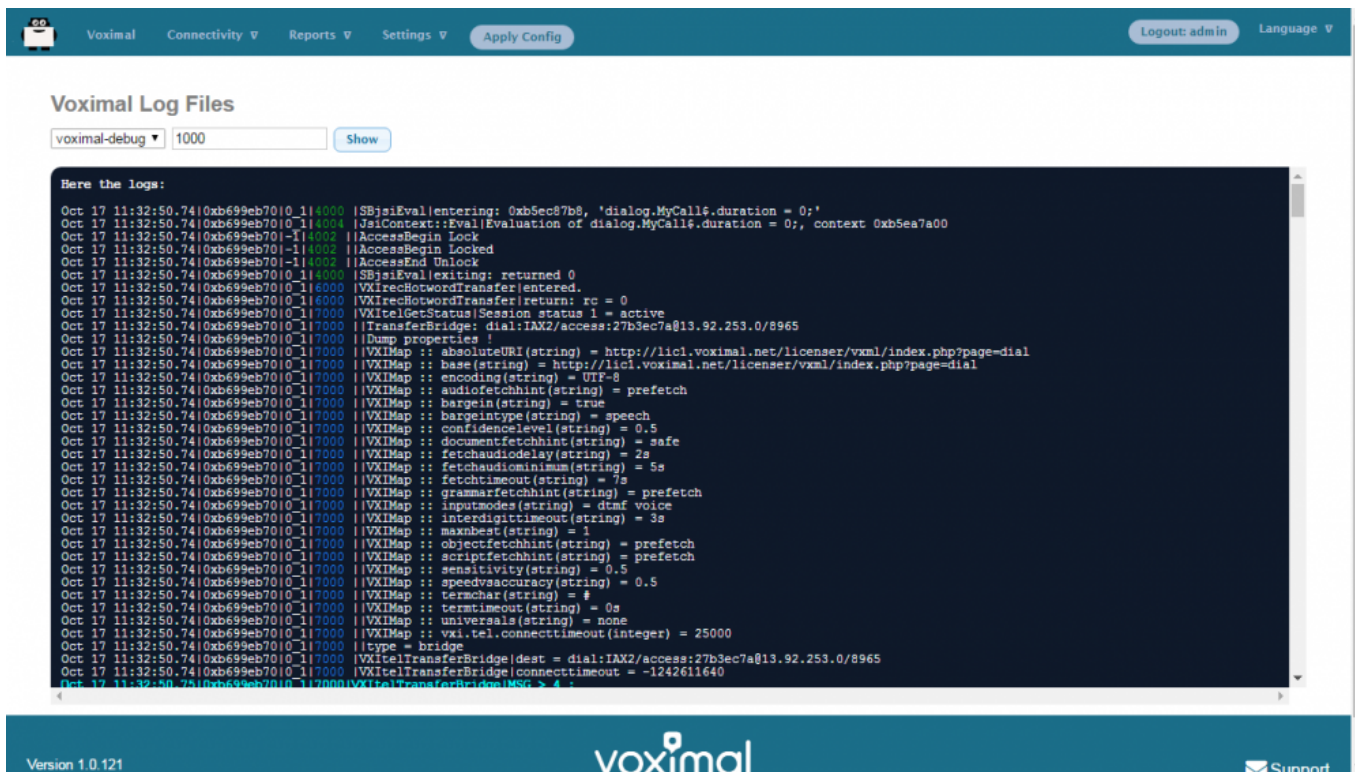 Voximal Connectivity ∇ Reports ∇ Settings ∇ Apply Config Logout: admin Language ∇
Voximal Log Files
voximal-debug ▼ 1000 Show
Here the logs:
Oct 17 11:32:50.74|0xb699eb70|0_1|4000 |SBjsiEval|entering: 0xb5ec87b8, 'dialog.MyCall$.duration = 0;'
Oct 17 11:32:50.74|0xb699eb70|0_1|4004 |JsiContext::Eval|Evaluation of dialog.MyCall$.duration = 0;, context 0xb5ea7a00
Oct 17 11:32:50.74|0xb699eb70|-1|4002 ||AccessBegin Lock
Oct 17 11:32:50.74|0xb699eb70|-1|4002 ||AccessBegin Locked
Oct 17 11:32:50.74|0xb699eb70|-1|4002 ||AccessEnd Unlock
Oct 17 11:32:50.74|0xb699eb70|0_1|4000 |SBjsiEval|exiting: returned 0
Oct 17 11:32:50.74|0xb699eb70|0_1|6000 |VXIrecHotwordTransfer|entered.
Oct 17 11:32:50.74|0xb699eb70|0_1|6000 |VXIrecHotwordTransfer|return: rc = 0
Oct 17 11:32:50.74|0xb699eb70|0_1|7000 |VXItelGetStatus|Session status 1 = active
Oct 17 11:32:50.74|0xb699eb70|0_1|7000 ||TransferBridge: dial:IAX2/access:27b3ec7a@13.92.253.0/8965
Oct 17 11:32:50.74|0xb699eb70|0_1|7000 ||Dump properties !
Oct 17 11:32:50.74|0xb699eb70|0_1|7000 ||VXIMap :: absoluteURI(string) = http://lic1.voximal.net/licenser/vxml/index.php?page=dial
Oct 17 11:32:50.74|0xb699eb70|0_1|7000 ||VXIMap :: base(string) = http://lic1.voximal.net/licenser/vxml/index.php?page=dial
Oct 17 11:32:50.74|0xb699eb70|0_1|7000 ||VXIMap :: encoding(string) = UTF-8
Oct 17 11:32:50.74|0xb699eb70|0_1|7000 ||VXIMap :: audiofetchhint(string) = prefetch
Oct 17 11:32:50.74|0xb699eb70|0_1|7000 ||VXIMap :: bargein(string) = true
Oct 17 11:32:50.74|0xb699eb70|0_1|7000 ||VXIMap :: bargeintype(string) = speech
Oct 17 11:32:50.74|0xb699eb70|0_1|7000 ||VXIMap :: confidencelevel(string) = 0.5
Oct 17 11:32:50.74|0xb699eb70|0_1|7000 ||VXIMap :: documentfetchhint(string) = safe
Oct 17 11:32:50.74|0xb699eb70|0_1|7000 ||VXIMap :: fetchaudiodelay(string) = 2s
Oct 17 11:32:50.74|0xb699eb70|0_1|7000 ||VXIMap :: fetchaudiominimum(string) = 5s
Oct 17 11:32:50.74|0xb699eb70|0_1|7000 ||VXIMap :: fetchtimeout(string) = 7s
Oct 17 11:32:50.74|0xb699eb70|0_1|7000 ||VXIMap :: grammarfetchhint(string) = prefetch
Oct 17 11:32:50.74|0xb699eb70|0_1|7000 ||VXIMap :: inputmodes(string) = dtmf voice
Oct 17 11:32:50.74|0xb699eb70|0_1|7000 ||VXIMap :: interdigittimeout(string) = 3s
Oct 17 11:32:50.74|0xb699eb70|0_1|7000 ||VXIMap :: maxnbest(string) = 1
Oct 17 11:32:50.74|0xb699eb70|0_1|7000 ||VXIMap :: objectfetchhint(string) = prefetch
Oct 17 11:32:50.74|0xb699eb70|0_1|7000 ||VXIMap :: scriptfetchhint(string) = prefetch
Oct 17 11:32:50.74|0xb699eb70|0_1|7000 ||VXIMap :: sensitivity(string) = 0.5
Oct 17 11:32:50.74|0xb699eb70|0_1|7000 ||VXIMap :: speedvsaccuracy(string) = 0.5
Oct 17 11:32:50.74|0xb699eb70|0_1|7000 ||VXIMap :: termchar(string) = #
Oct 17 11:32:50.74|0xb699eb70|0_1|7000 ||VXIMap :: termtimeout(string) = 0s
Oct 17 11:32:50.74|0xb699eb70|0_1|7000 ||VXIMap :: universals(string) = none
Oct 17 11:32:50.74|0xb699eb70|0_1|7000 ||VXIMap :: vxi.tel.connecttimeout(integer) = 25000
Oct 17 11:32:50.74|0xb699eb70|0_1|7000 ||type = bridge
Oct 17 11:32:50.74|0xb699eb70|0_1|7000 |VXItelTransferBridge|dest = dial:IAX2/access:27b3ec7a@13.92.253.0/8965
Oct 17 11:32:50.74|0xb699eb70|0_1|7000 |VXItelTransferBridge|connecttimeout = -1242611640
Oct 17 11:32:50.75|0xb699eb70|0_1|7000|VXItelTransferBridge|MSG > 4 :
Version 1.0.121 voximal Support